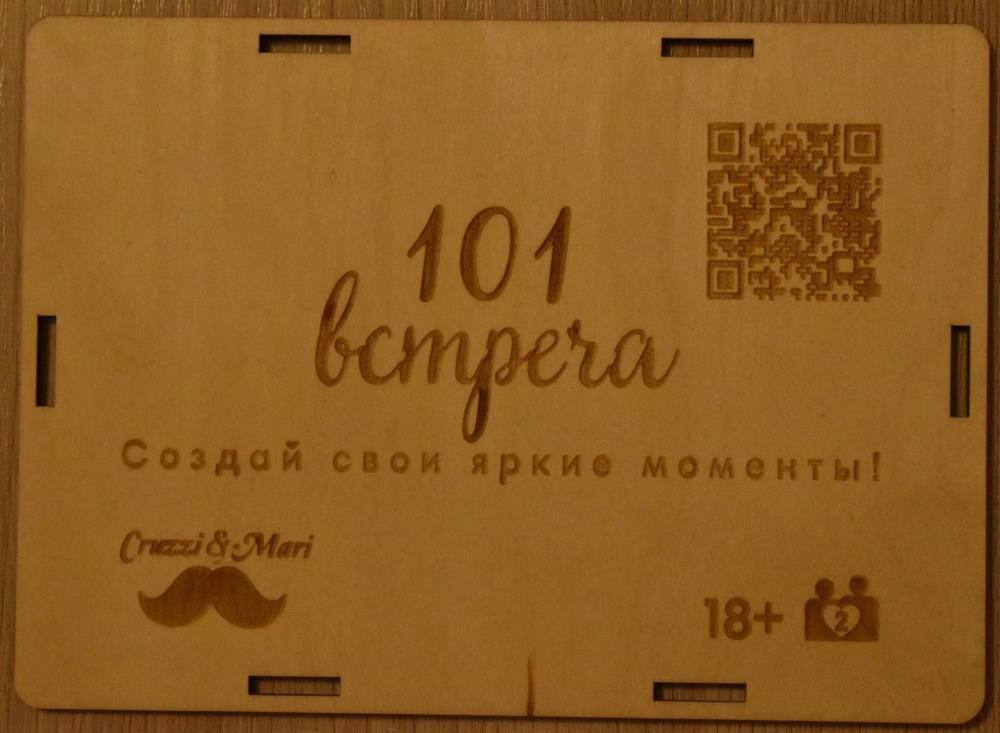 101
встреча
Создай свои яркие моменты!
Cruzzi & Mari
18+ 2